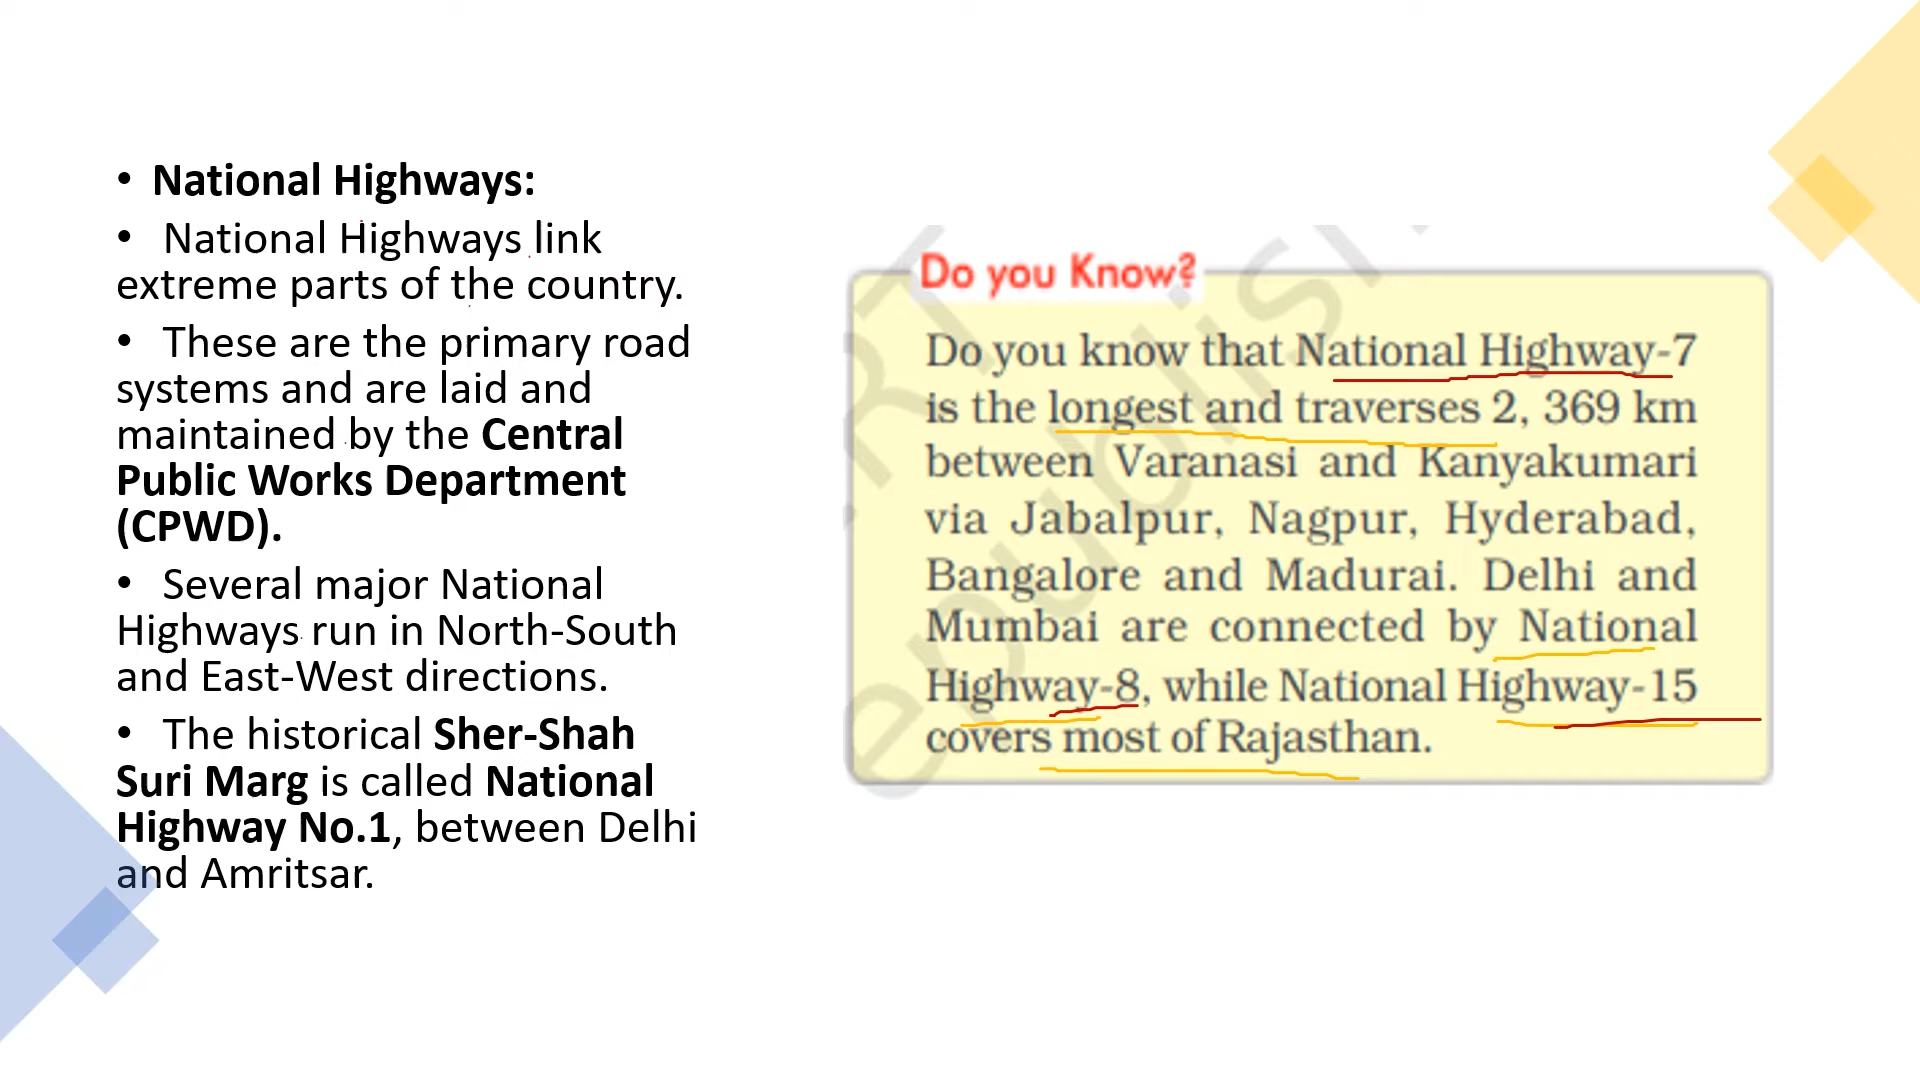 • National Highways:
• National Highways link
extreme parts of the country.
• These are the primary road
systems and are laid and
maintained by the Central
Public Works Department
(CPWD).
• Several major National
Highways run in North-South
and East-West directions.
• The historical Sher-Shah
Suri Marg is called National
Highway No.1, between Delhi
and Amritsar.
Do you Know?
Do you know that National Highway-7
is the longest and traverses 2, 369 km
between Varanasi and Kanyakumari
via Jabalpur, Nagpur, Hyderabad,
Bangalore and Madurai. Delhi and
Mumbai are connected by National
Highway-8, while National Highway-15
covers most of Rajasthan.